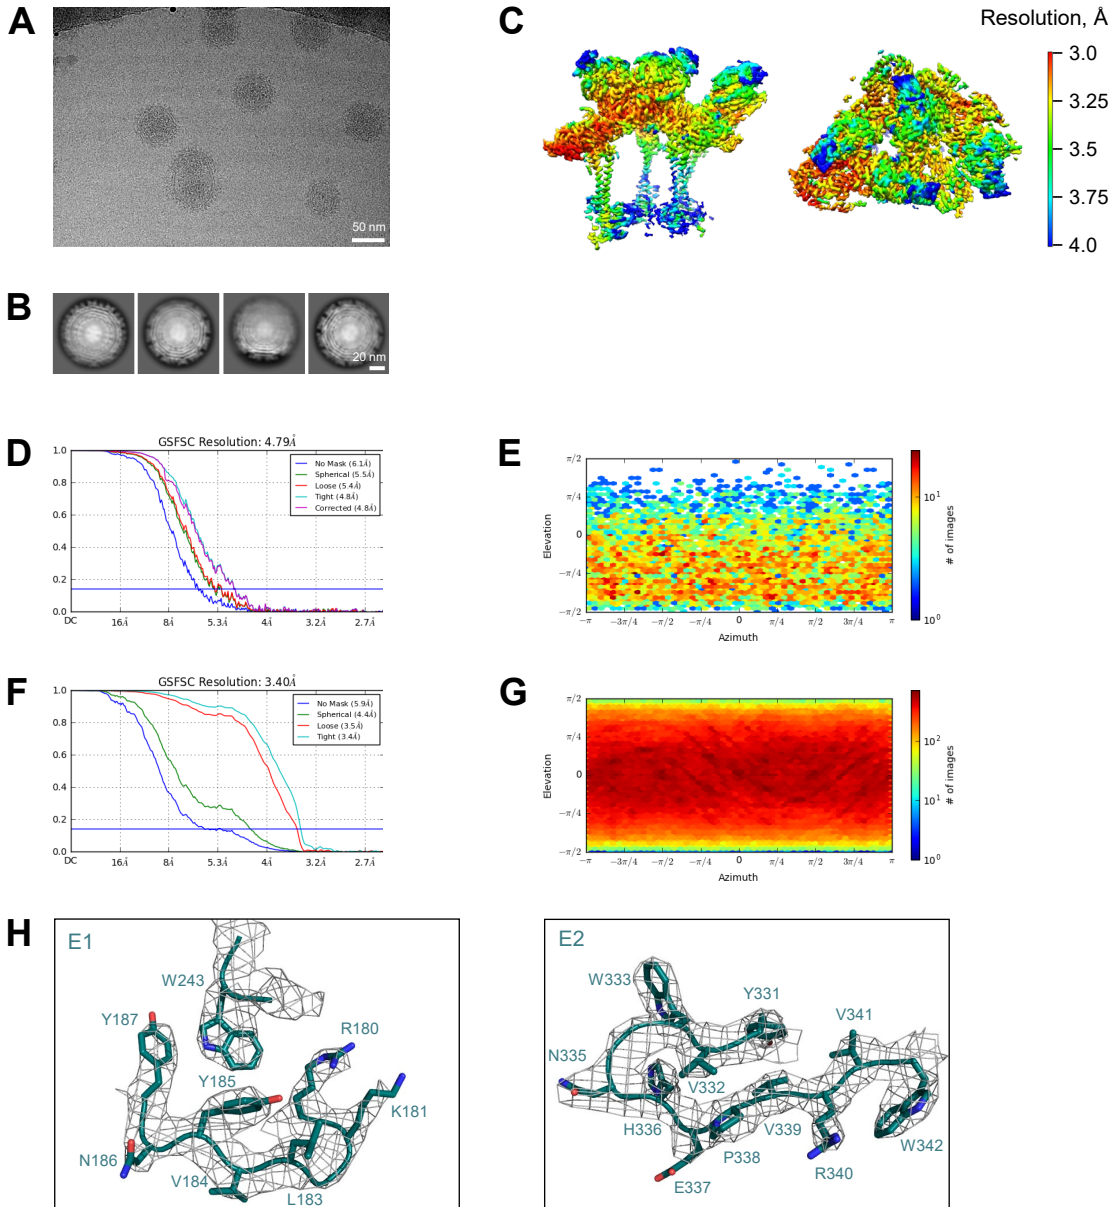 A
50 nm
B
20 nm
C
Resolution, Å
3.0
3.25
3.5
3.75
4.0
D
GSFSC Resolution: 4.79Å
1.0
0.8
0.6
0.4
0.2
0.0
DC
16Å
8Å
5.3Å
4Å
3.2Å
2.7Å
No Mask (6.1Å)
Spherical (5.5Å)
Loose (5.4Å)
Tight (4.8Å)
Corrected (4.8Å)
E
Elevation
π/2
π/4
0
−π/4
−π/2
−π
−3π/4
−π/2
−π/4
0
π/4
π/2
3π/4
π
Azimuth
10¹
10⁰
# of images
F
GSFSC Resolution: 3.40Å
1.0
0.8
0.6
0.4
0.2
0.0
DC
16Å
8Å
5.3Å
4Å
3.2Å
2.7Å
No Mask (5.9Å)
Spherical (4.4Å)
Loose (3.5Å)
Tight (3.4Å)
G
Elevation
π/2
π/4
0
−π/4
−π/2
−π
−3π/4
−π/2
−π/4
0
π/4
π/2
3π/4
π
Azimuth
10²
10¹
10⁰
# of images
H
E1
W243
Y187
R180
Y185
K181
N186
V184
L183
E2
W333
Y331
V341
N335
V332
H336
V339
W342
P338
R340
E337